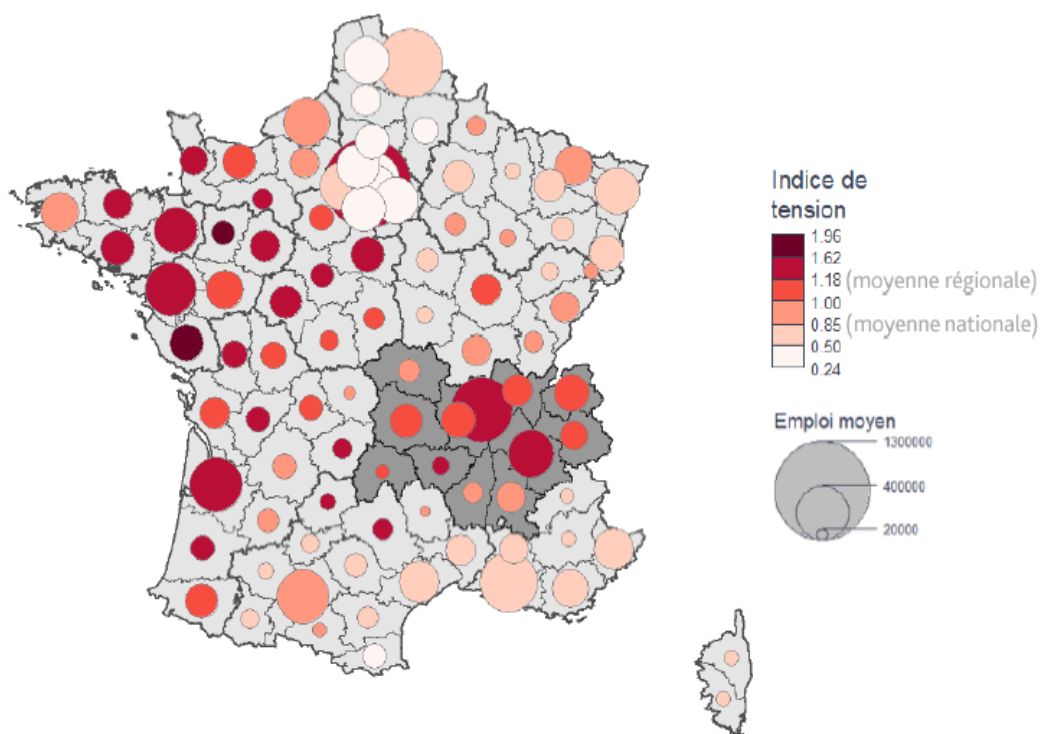 Indice de
tension
1.96
1.62
1.18 (moyenne régionale)
1.00
0.85 (moyenne nationale)
0.50
0.24
Emploi moyen
1300000
400000
20000